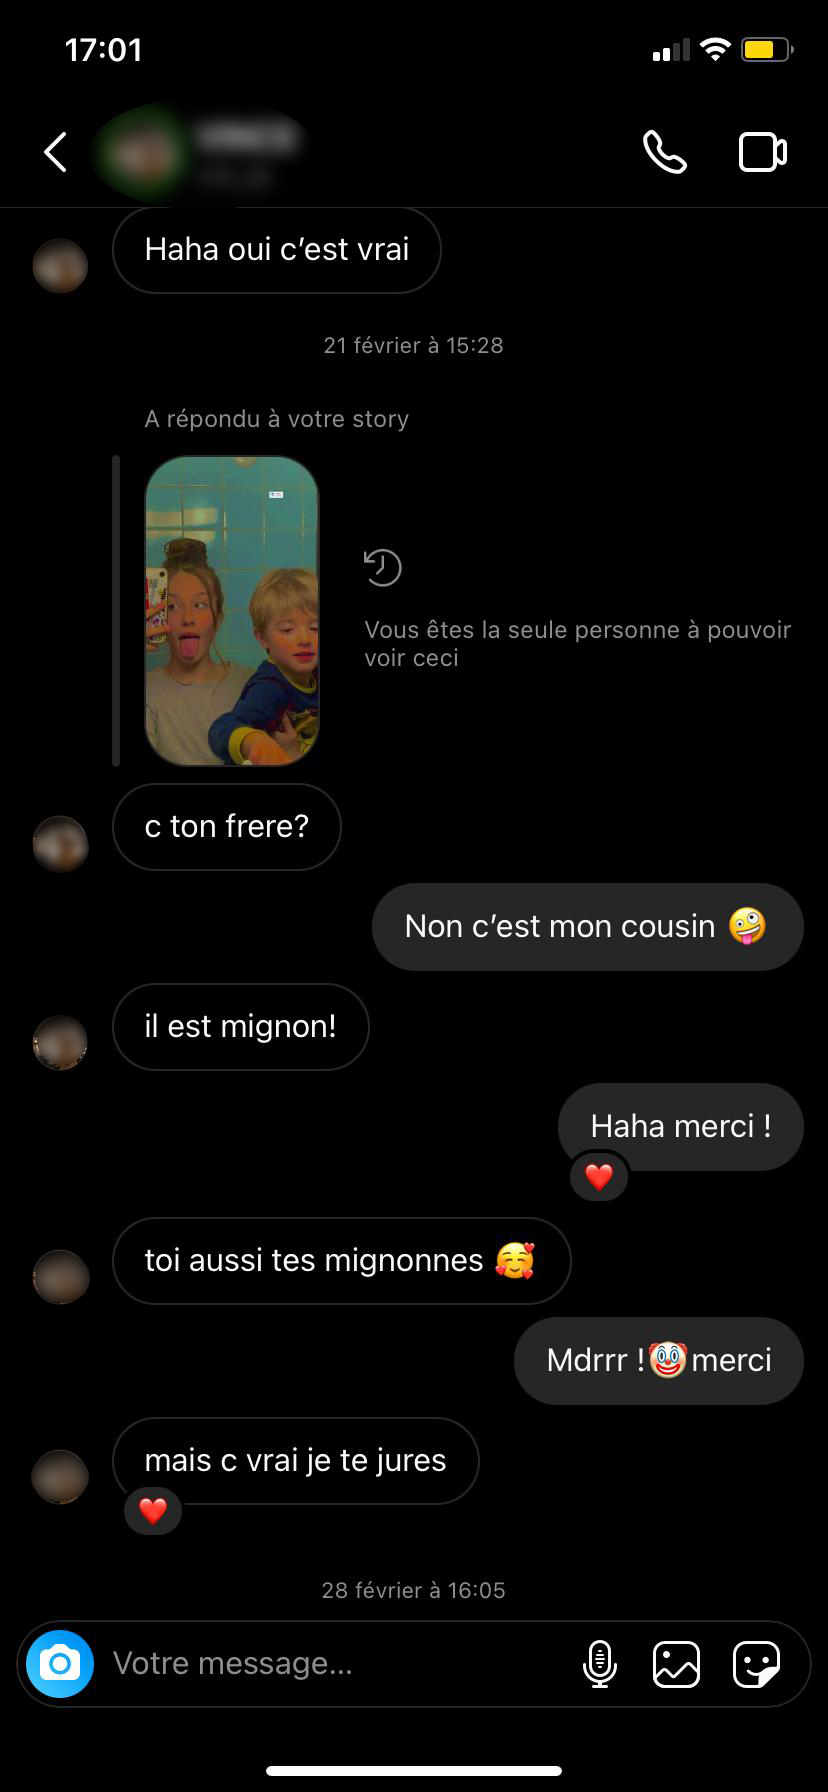 17:01
Haha oui c'est vrai
21 février à 15:28
A répondu à votre story
Vous êtes la seule personne à pouvoir
voir ceci
c ton frere?
Non c'est mon cousin 🤪
il est mignon!
Haha merci !
❤️
toi aussi tes mignonnes 🥰
Mdrrr !🤡merci
mais c vrai je te jures
❤️
28 février à 16:05
Votre message...